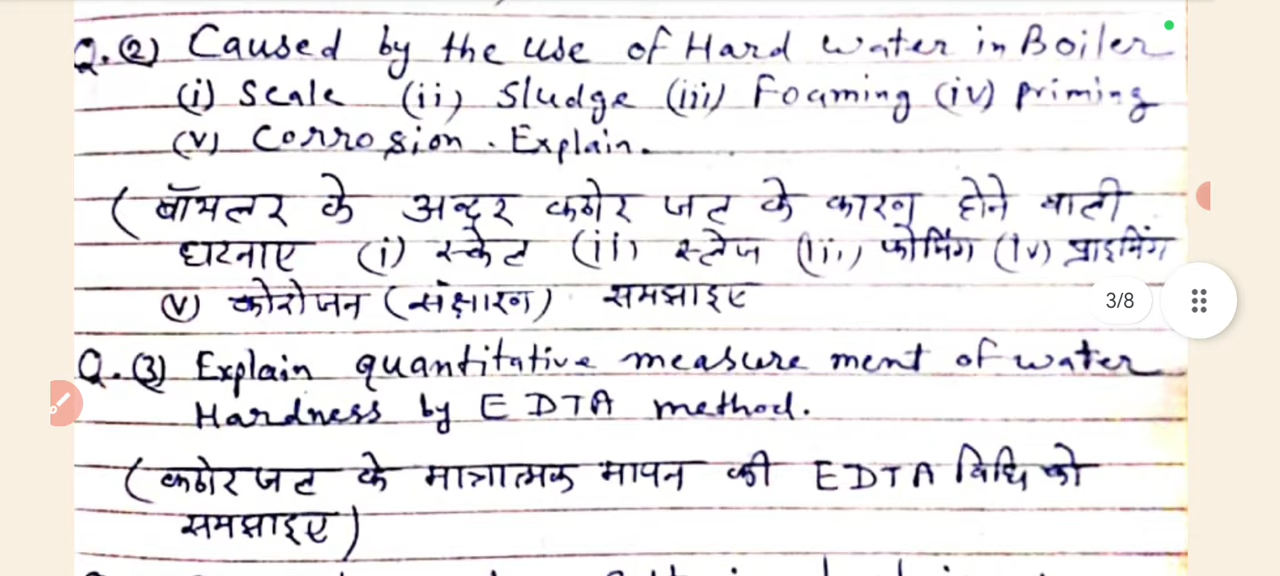 Q.(2) Caused by the use of Hard water in Boiler
(i) Scale (ii) Sludge (iii) Foaming (iv) priming
(v) Corrosion. Explain.
(बॉयलर के अन्दर कठोर जल के कारण होने वाली
घटनाए (i) स्केल (ii) स्लेज (iii) फोमिंग (iv) प्राइमिंग
(v) कोरोजन (संक्षारण) समझाइए
3/8
Q.(3) Explain quantitative measure ment of water
Hardness by EDTA method.
(कठोर जल के मात्रात्मक मापन की EDTA विधि को
समझाइए)